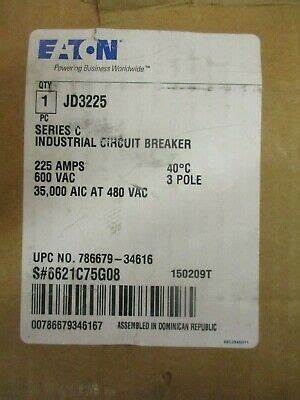 EATON
Powering Business Worldwide™
QTY
1 JD3225
PC
SERIES C
INDUSTRIAL CIRCUIT BREAKER
225 AMPS 40°C
600 VAC 3 POLE
35,000 AIC AT 480 VAC
UPC NO. 786679-34616
S#6621C75G08 150209T
00786679346167 ASSEMBLED IN DOMINICAN REPUBLIC